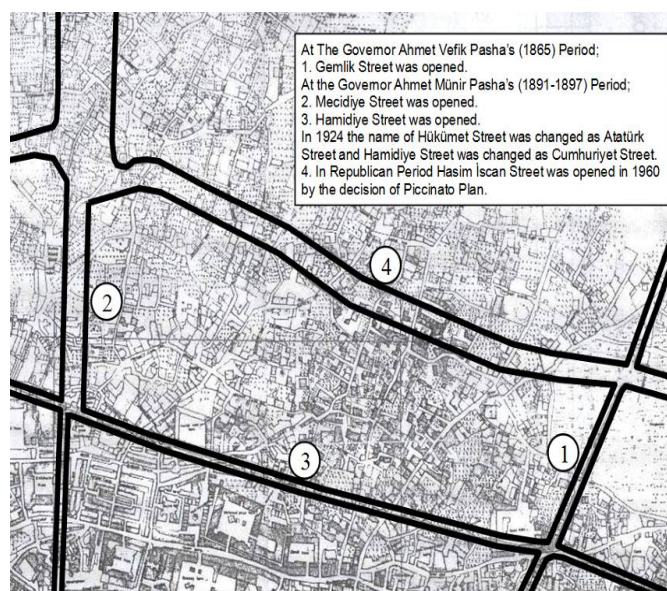 At The Governor Ahmet Vefik Pasha's (1865) Period;
1. Gemlik Street was opened.
At the Governor Ahmet Münir Pasha's (1891-1897) Period;
2. Mecidiye Street was opened.
3. Hamidiye Street was opened.
In 1924 the name of Hükümet Street was changed as Atatürk
Street and Hamidiye Street was changed as Cumhuriyet Street.
4. In Republican Period Hasim İscan Street was opened in 1960
by the decision of Piccinato Plan.
4
2
3
1